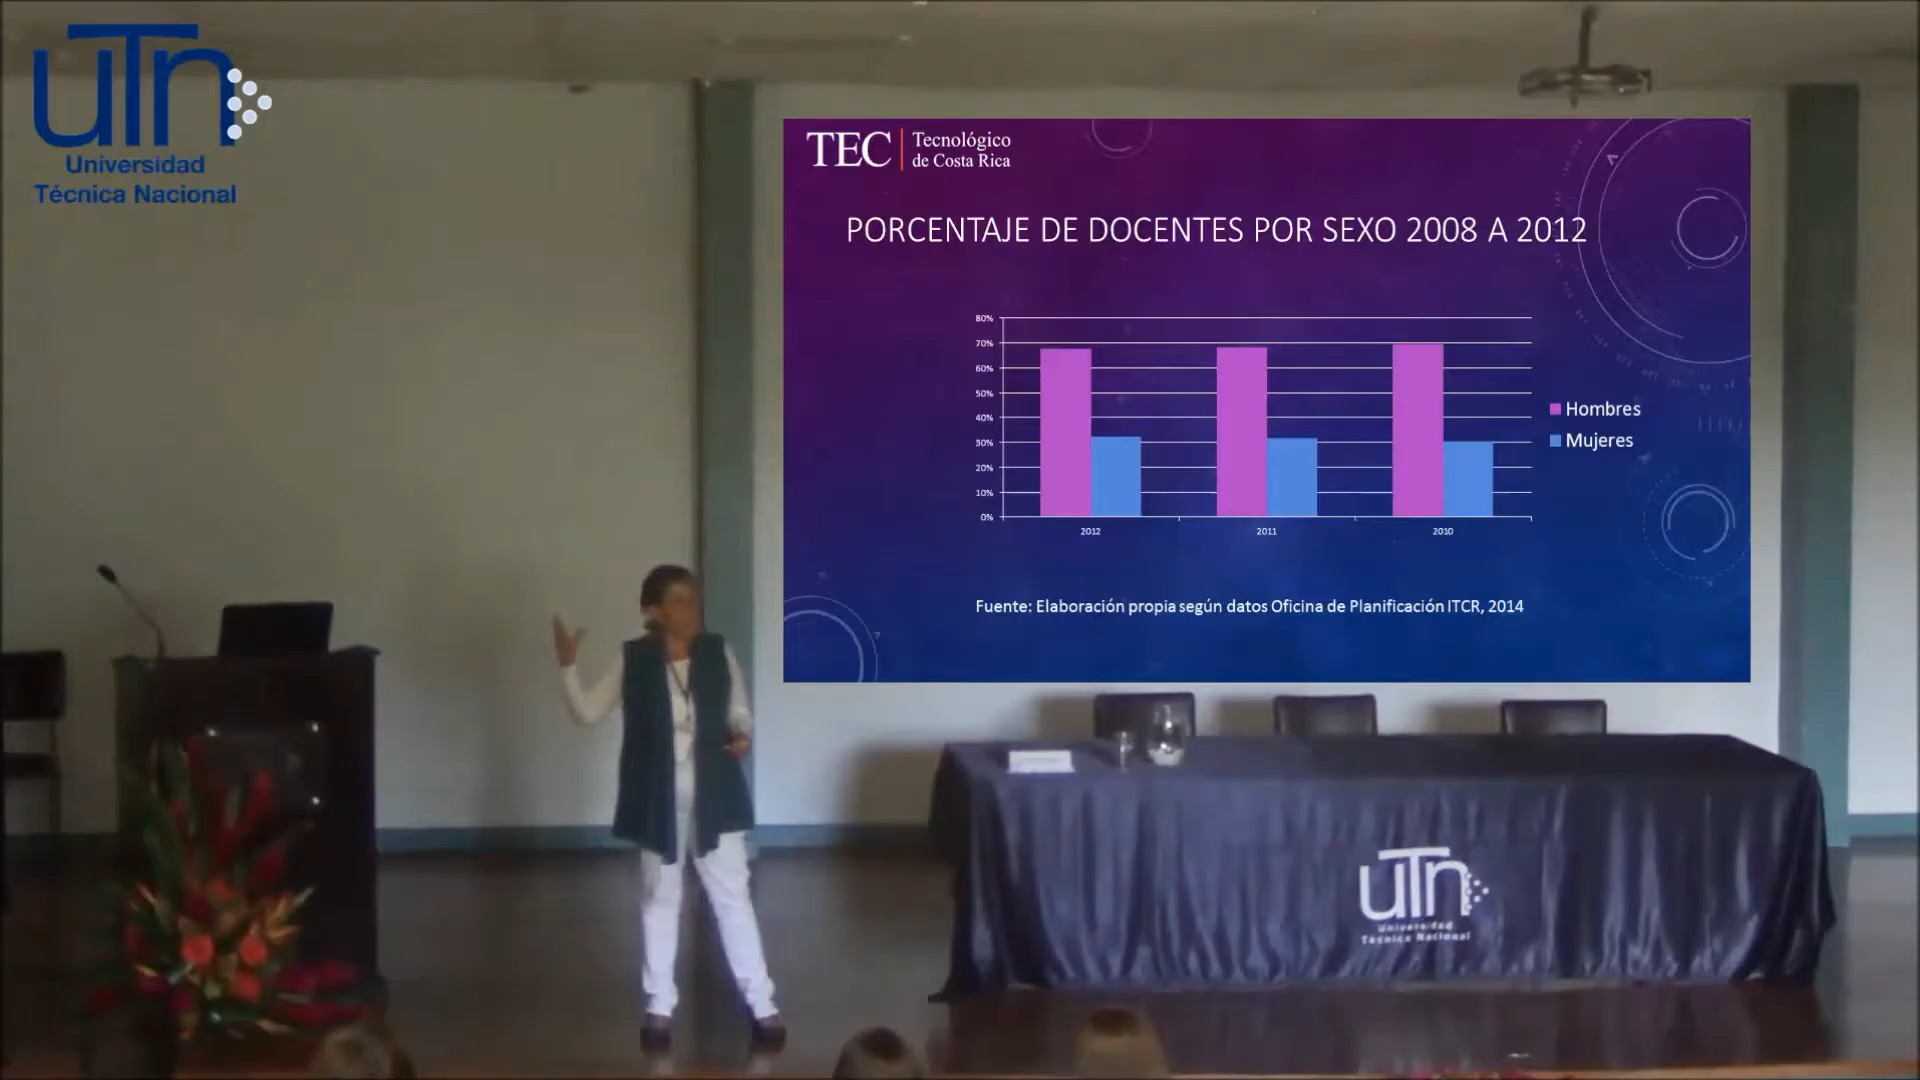 uTn
Universidad
Técnica Nacional
TEC
Tecnológico
de Costa Rica
PORCENTAJE DE DOCENTES POR SEXO 2008 A 2012
80%
70%
60%
50%
40%
30%
20%
10%
0%
2012
2011
2010
Hombres
Mujeres
Fuente: Elaboración propia según datos Oficina de Planificación ITCR, 2014
uTn
Universidad
Técnica Nacional